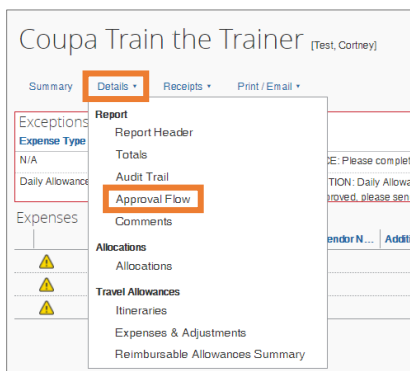 Coupa Train the Trainer [Test, Cortney]
Summary Details Receipts Print / Email
Exceptions
Expense Type
N/A
Daily Allowance
Report
Report Header
Totals
Audit Trail
Approval Flow
Comments
Allocations
Allocations
Travel Allowances
Itineraries
Expenses & Adjustments
Reimbursable Allowances Summary
CE: Please complet
TION: Daily Allowa
roved, please sen
Expenses
endor N... Additi